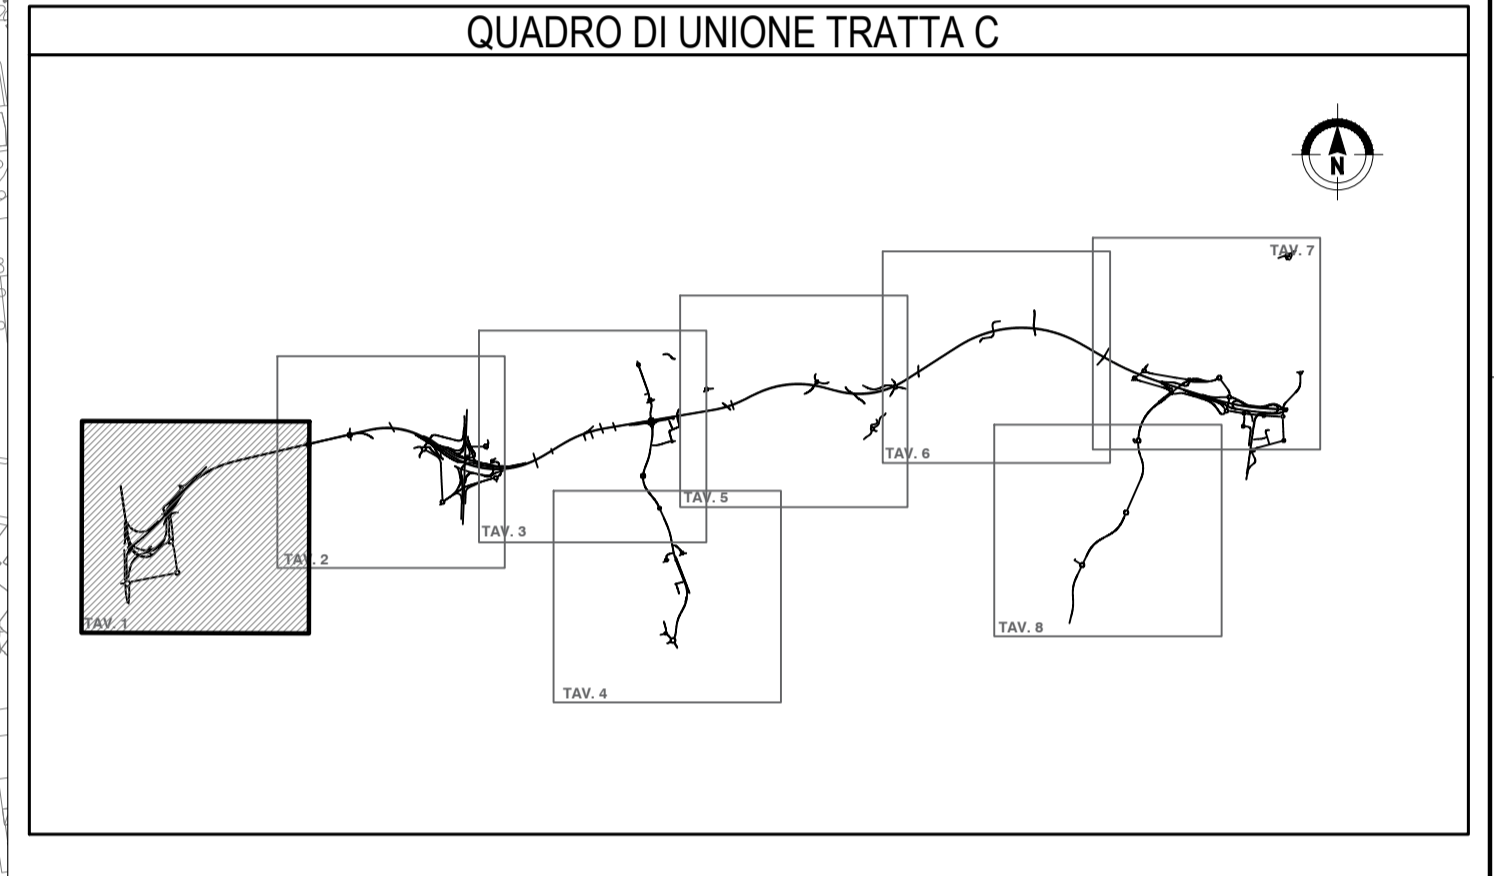 QUADRO DI UNIONE TRATTA C
N
TAV. 7
TAV. 6
TAV. 5
TAV. 3
TAV. 2
TAV. 1
TAV. 8
TAV. 4